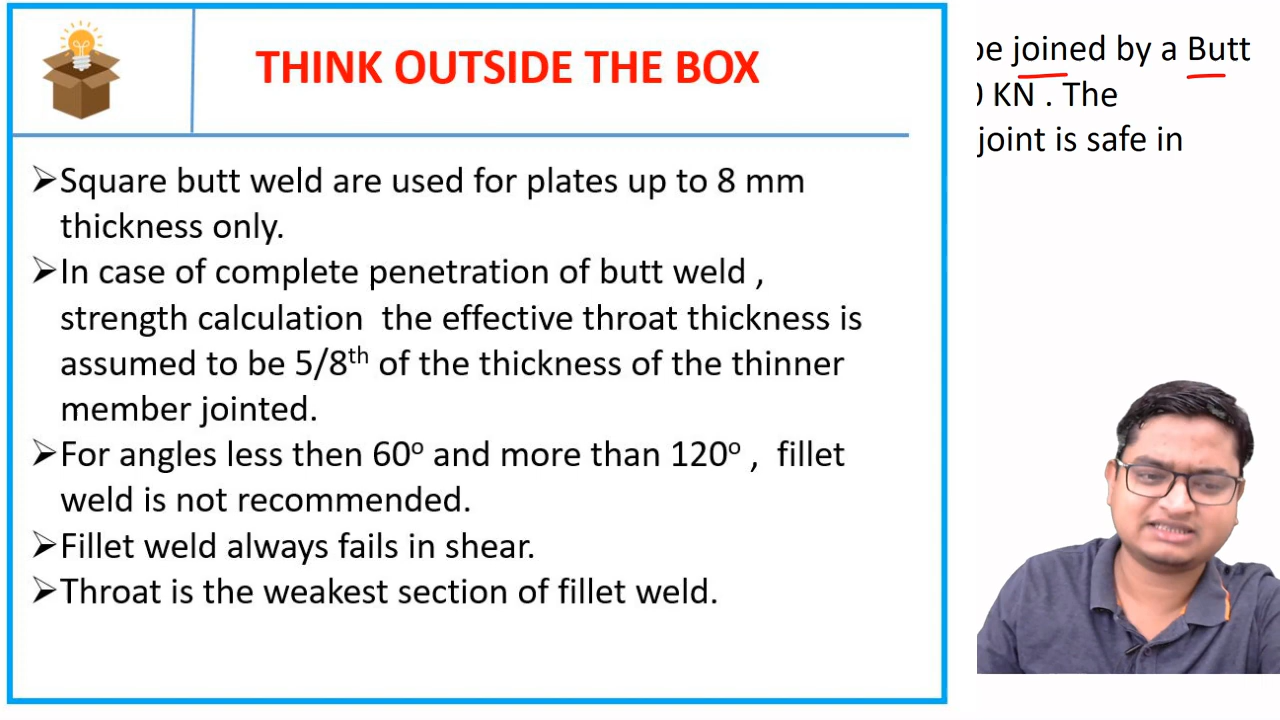 THINK OUTSIDE THE BOX
➢Square butt weld are used for plates up to 8 mm
thickness only.
➢In case of complete penetration of butt weld ,
strength calculation the effective throat thickness is
assumed to be 5/8th of the thickness of the thinner
member jointed.
➢For angles less then 60o and more than 120o , fillet
weld is not recommended.
➢Fillet weld always fails in shear.
➢Throat is the weakest section of fillet weld.
joined by a Butt
KN . The
joint is safe in